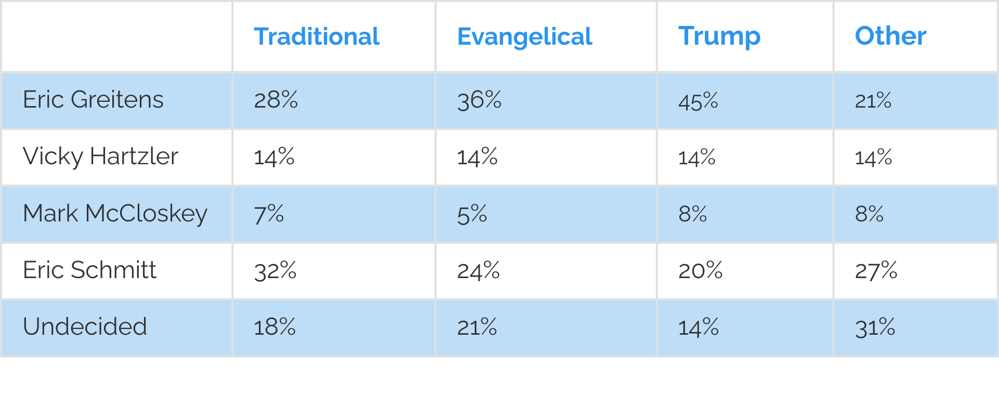 Traditional Evangelical Trump Other
Eric Greitens 28% 36% 45% 21%
Vicky Hartzler 14% 14% 14% 14%
Mark McCloskey 7% 5% 8% 8%
Eric Schmitt 32% 24% 20% 27%
Undecided 18% 21% 14% 31%